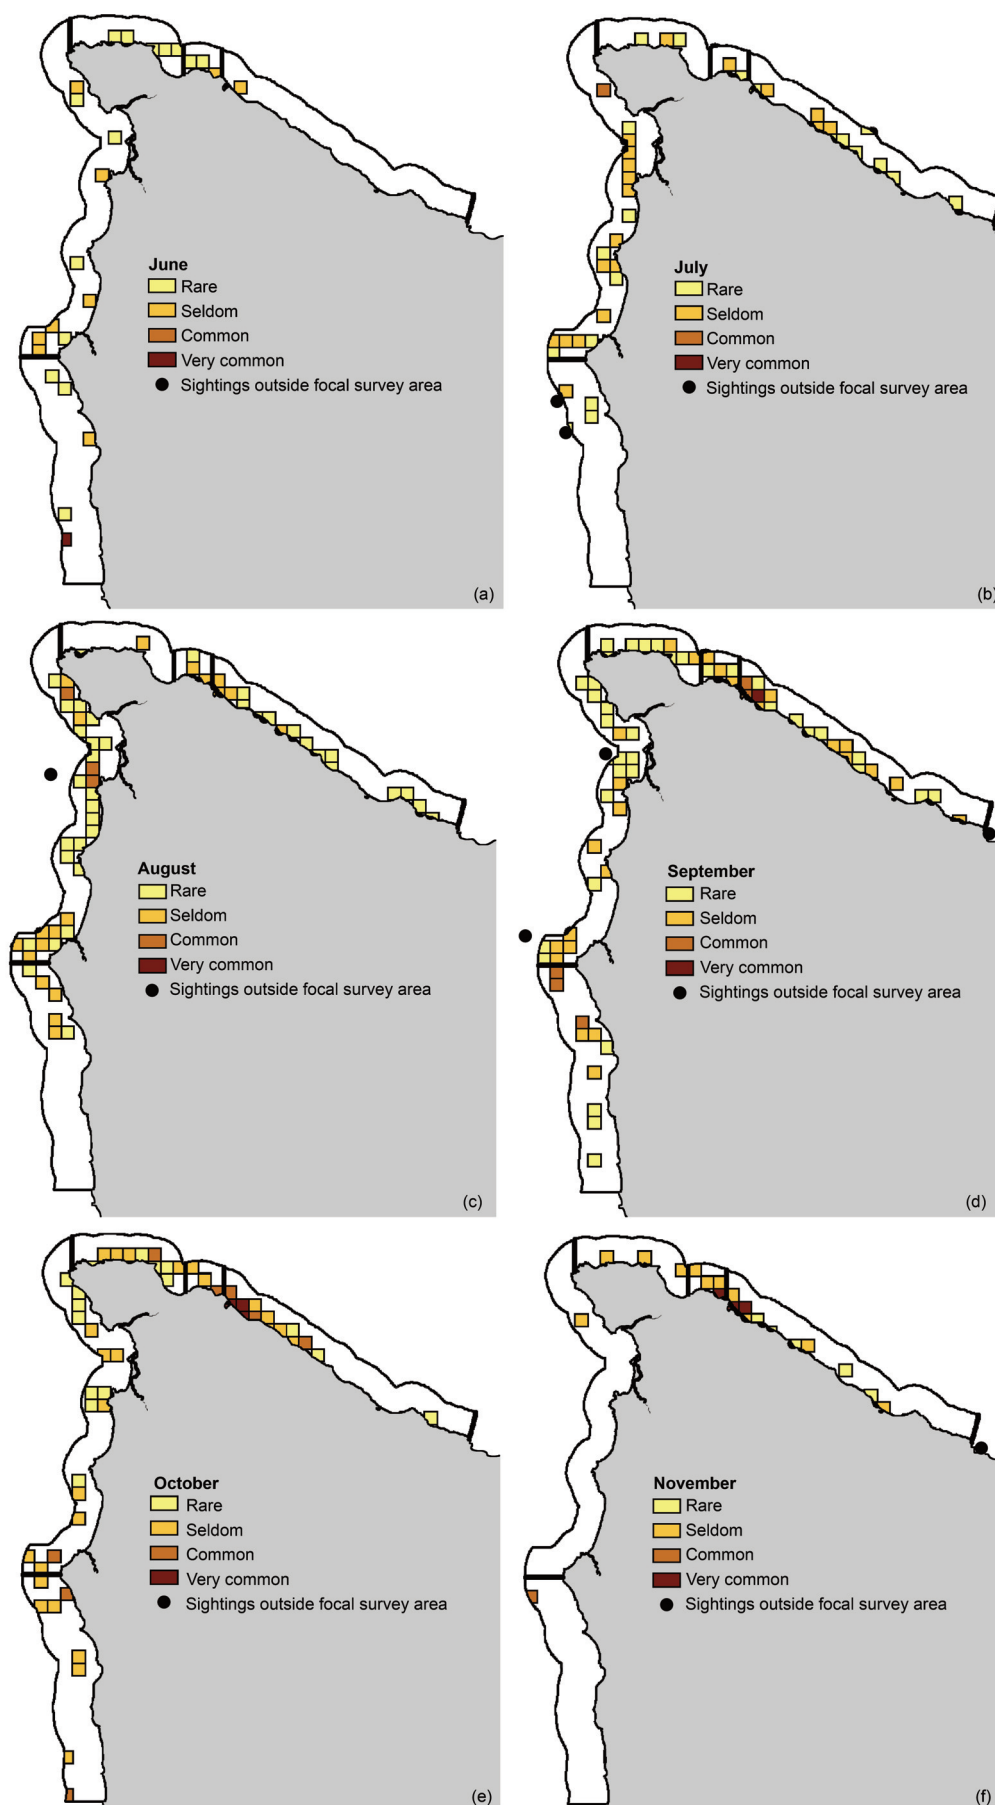 June
Rare
Seldom
Common
Very common
Sightings outside focal survey area
(a)
July
Rare
Seldom
Common
Very common
Sightings outside focal survey area
(b)
August
Rare
Seldom
Common
Very common
Sightings outside focal survey area
(c)
September
Rare
Seldom
Common
Very common
Sightings outside focal survey area
(d)
October
Rare
Seldom
Common
Very common
Sightings outside focal survey area
(e)
November
Rare
Seldom
Common
Very common
Sightings outside focal survey area
(f)